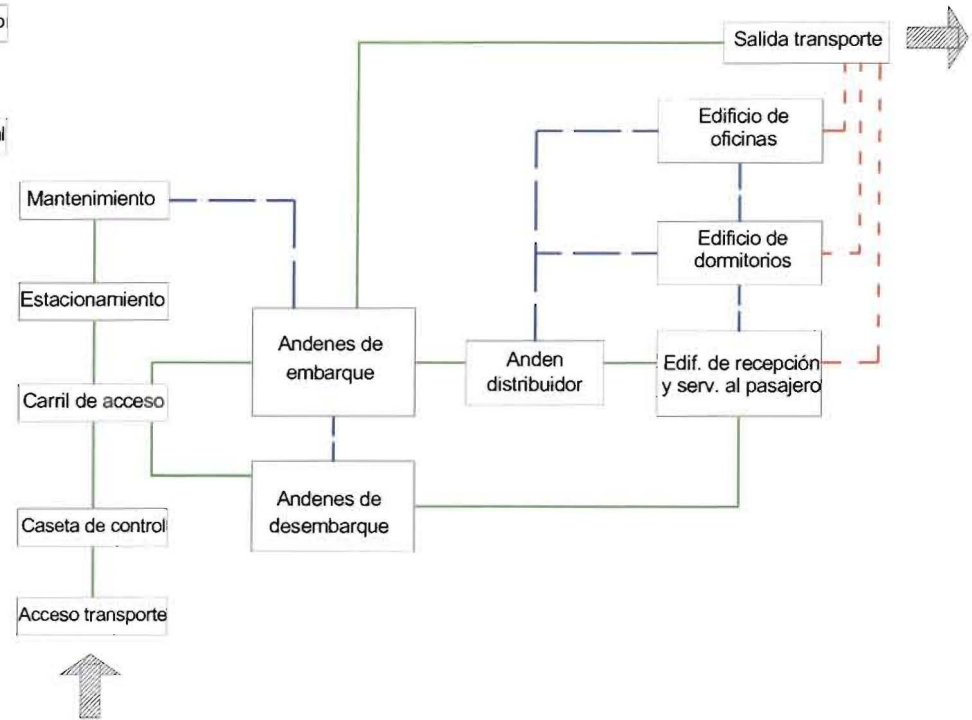 Salida transporte
Edificio de
oficinas
Mantenimiento
Edificio de
dormitorios
Estacionamiento
Andenes de
embarque
Anden
distribuidor
Edif. de recepción
y serv. al pasajero
Carril de acceso
Andenes de
desembarque
Caseta de control
Acceso transporte